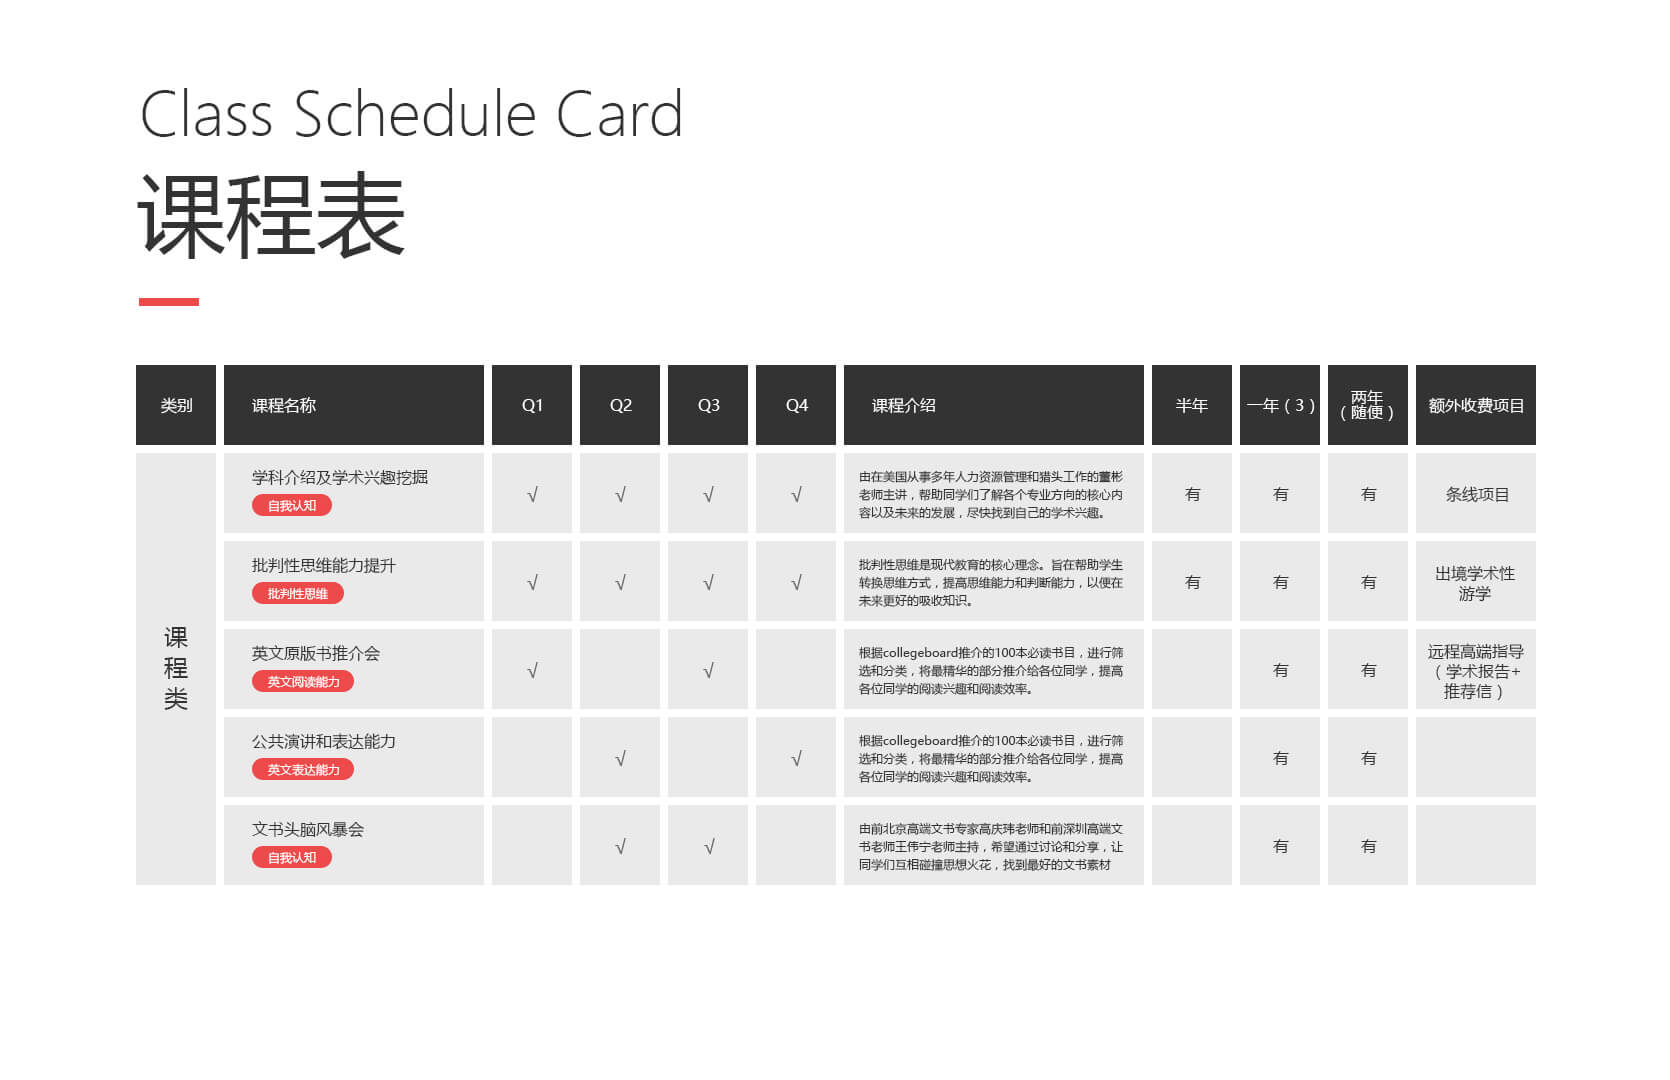 Class Schedule Card
课程表
类别
课程名称
Q1
Q2
Q3
Q4
课程介绍
半年
一年（3）
两年
（随便）
额外收费项目
课
程
类
学科介绍及学术兴趣挖掘
自我认知
√
√
√
√
由在美国从事多年人力资源管理和猎头工作的董彬
老师主讲，帮助同学们了解各个专业方向的核心内
容以及未来的发展，尽快找到自己的学术兴趣。
有
有
有
条线项目
批判性思维能力提升
批判性思维
√
√
√
√
批判性思维是现代教育的核心理念。旨在帮助学生
转换思维方式，提高思维能力和判断能力，以便在
未来更好的吸收知识。
有
有
有
出境学术性
游学
英文原版书推介会
英文阅读能力
√
√
根据collegeboard推介的100本必读书目，进行筛
选和分类，将最精华的部分推介给各位同学，提高
各位同学的阅读兴趣和阅读效率。
有
有
远程高端指导
（学术报告+
推荐信）
公共演讲和表达能力
英文表达能力
√
√
根据collegeboard推介的100本必读书目，进行筛
选和分类，将最精华的部分推介给各位同学，提高
各位同学的阅读兴趣和阅读效率。
有
有
文书头脑风暴会
自我认知
√
√
由前北京高端文书专家高庆玮老师和前深圳高端文
书老师王伟宁老师主持，希望通过讨论和分享，让
同学们互相碰撞思想火花，找到最好的文书素材
有
有